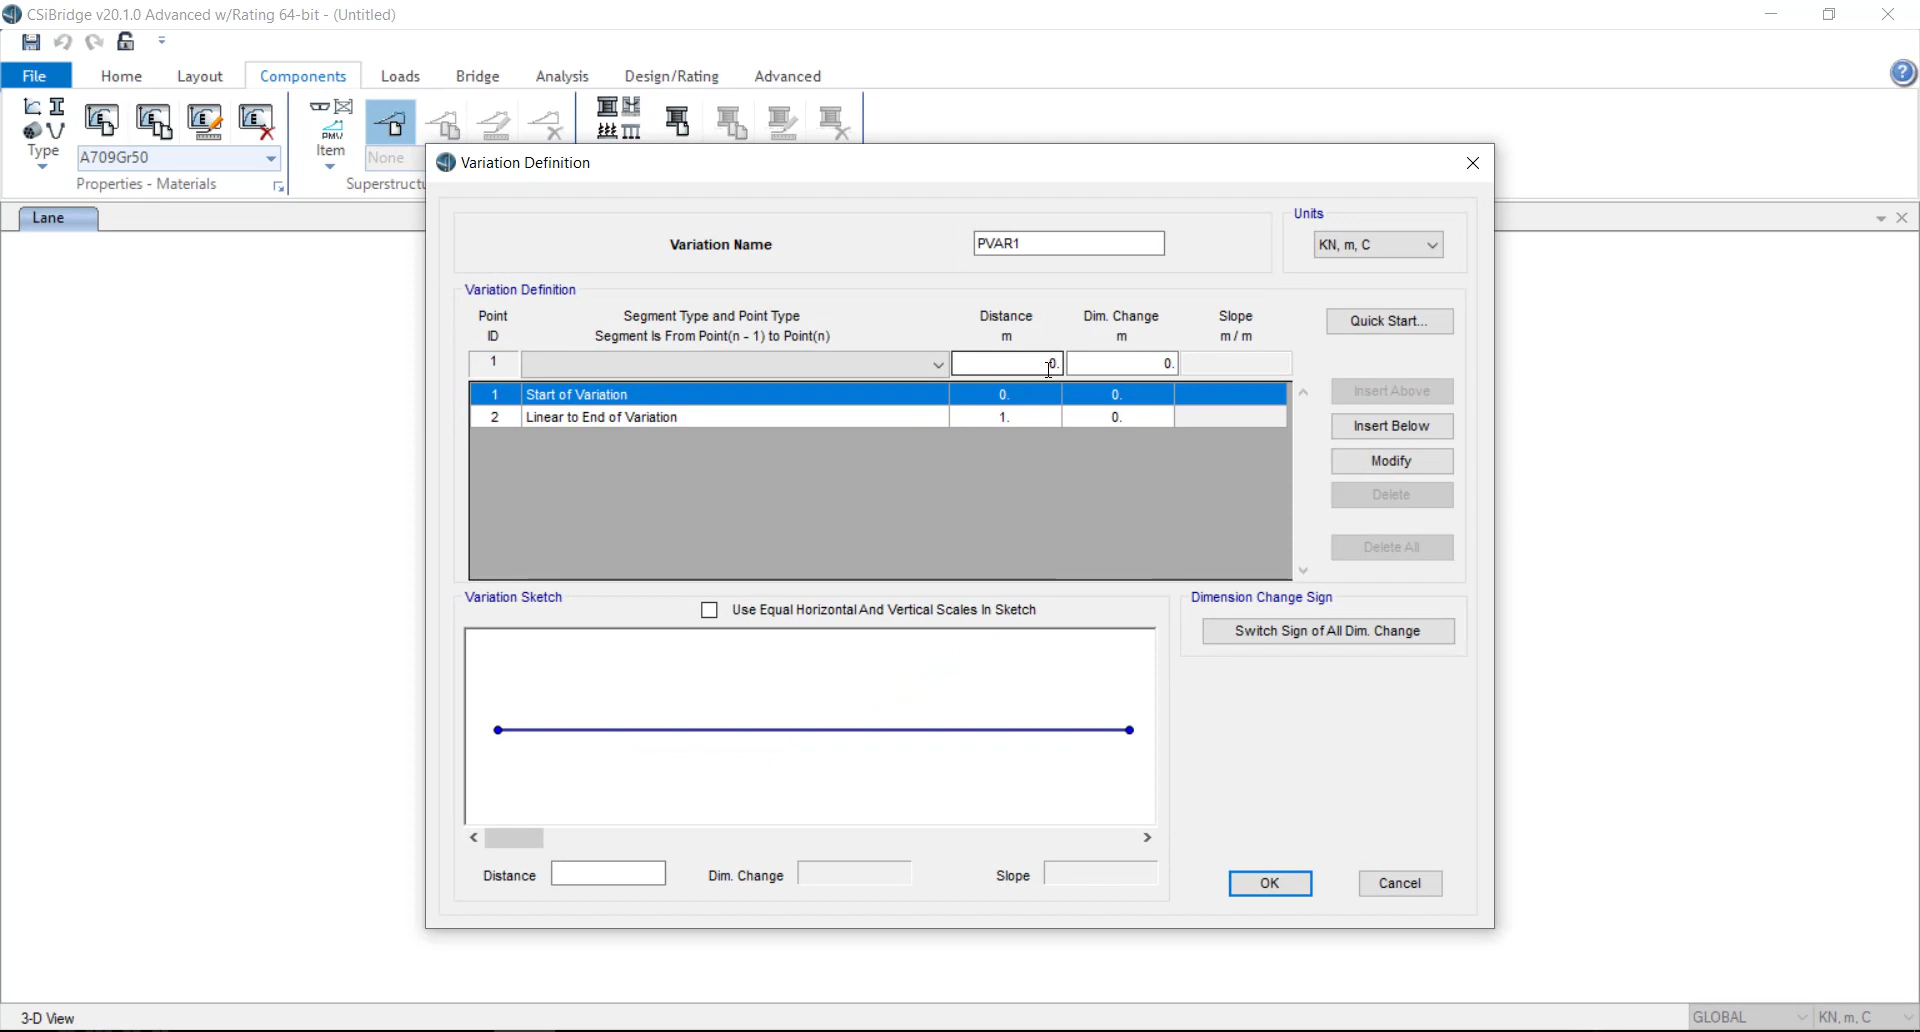 CSiBridge v20.1.0 Advanced w/Rating 64-bit - (Untitled)
File Home Layout Components Loads Bridge Analysis Design/Rating Advanced
Type
A709Gr50
Properties - Materials
PMV
Item
None
Superstructu
Variation Definition
Lane
Variation Name
PVAR1
Units
KN, m, C
Variation Definition
Point
ID
Segment Type and Point Type
Segment Is From Point(n - 1) to Point(n)
Distance
m
Dim. Change
m
Slope
m / m
Quick Start...
1 0. 0.
1 Start of Variation 0. 0.
2 Linear to End of Variation 1. 0.
Insert Above
Insert Below
Modify
Delete
Delete All
Variation Sketch
Use Equal Horizontal And Vertical Scales In Sketch
Dimension Change Sign
Switch Sign of All Dim. Change
Distance
Dim. Change
Slope
OK
Cancel
3-D View
GLOBAL
KN, m, C